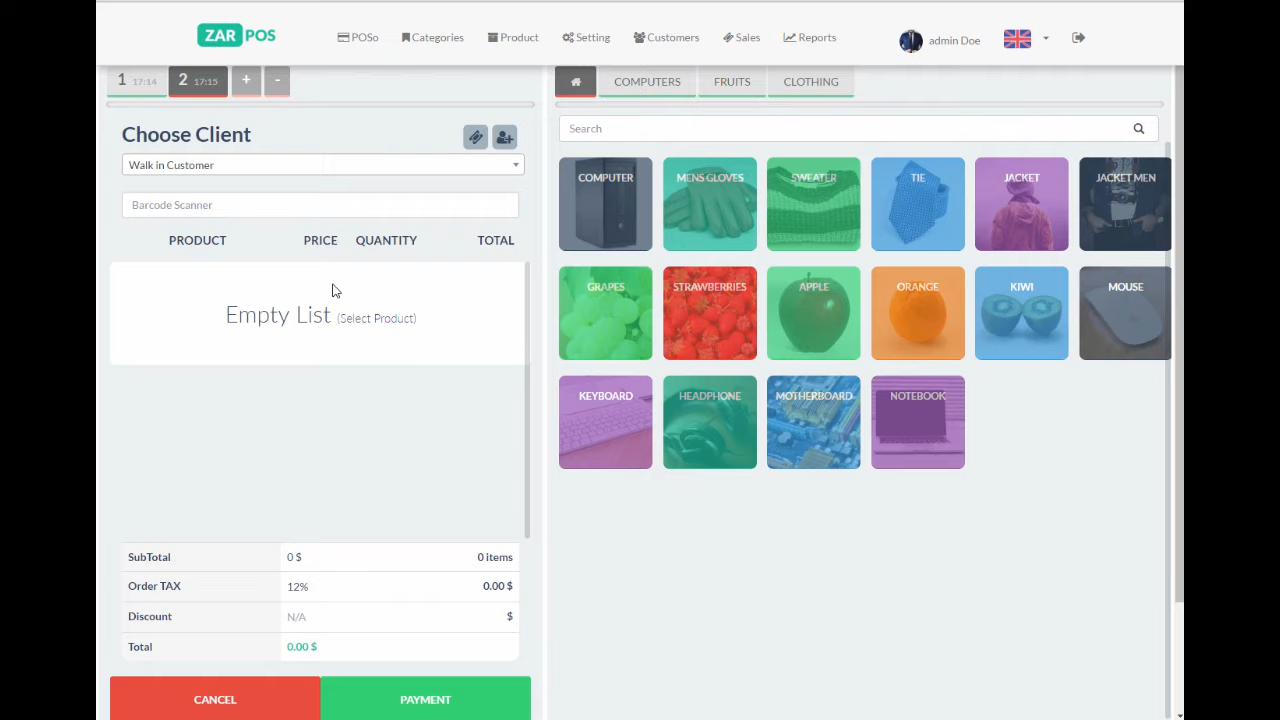 ZAR POS
POSo
Categories
Product
Setting
Customers
Sales
Reports
admin Doe
1 17:14
2 17:15
+
-
COMPUTERS
FRUITS
CLOTHING
Choose Client
Walk in Customer
Barcode Scanner
PRODUCT PRICE QUANTITY TOTAL
Empty List (Select Product)
SubTotal 0 $ 0 items
Order TAX 12% 0.00 $
Discount N/A $
Total 0.00 $
CANCEL
PAYMENT
Search
COMPUTER
MENS GLOVES
SWEATER
TIE
JACKET
JACKET MEN
GRAPES
STRAWBERRIES
APPLE
ORANGE
KIWI
MOUSE
KEYBOARD
HEADPHONE
MOTHERBOARD
NOTEBOOK